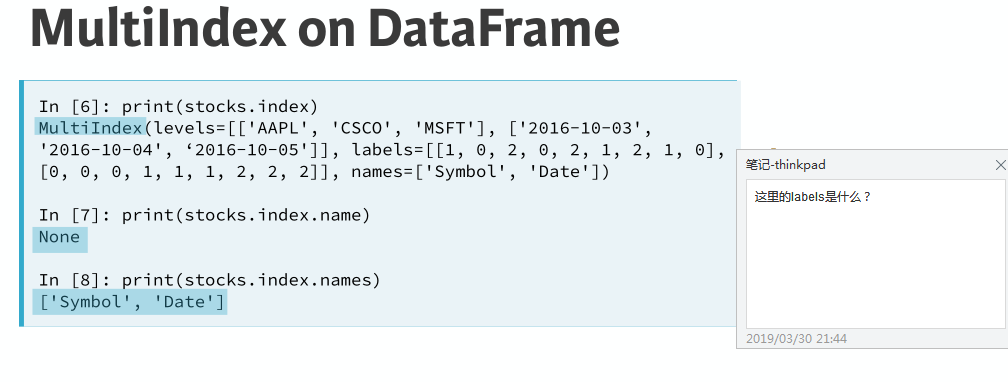 MultiIndex on DataFrame
In [6]: print(stocks.index)
MultiIndex(levels=[['AAPL', 'CSCO', 'MSFT'], ['2016-10-03',
'2016-10-04', ‘2016-10-05']], labels=[[1, 0, 2, 0, 2, 1, 2, 1, 0],
[0, 0, 0, 1, 1, 1, 2, 2, 2]], names=['Symbol', 'Date'])
In [7]: print(stocks.index.name)
None
In [8]: print(stocks.index.names)
['Symbol', 'Date']
笔记-thinkpad
这里的labels是什么？
2019/03/30 21:44